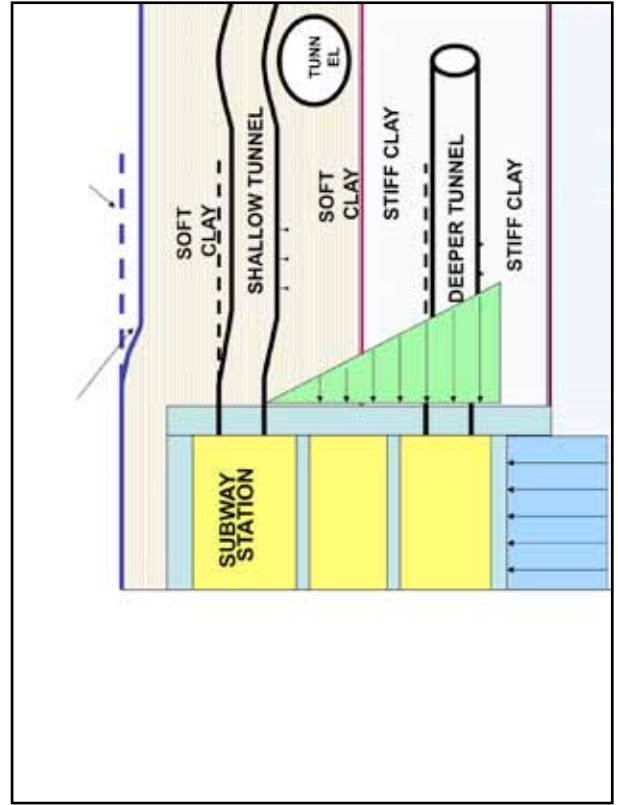 SOFT
CLAY
SUBWAY
STATION
SHALLOW TUNNEL
TUNN
EL
SOFT
CLAY
STIFF CLAY
DEEPER TUNNEL
STIFF CLAY